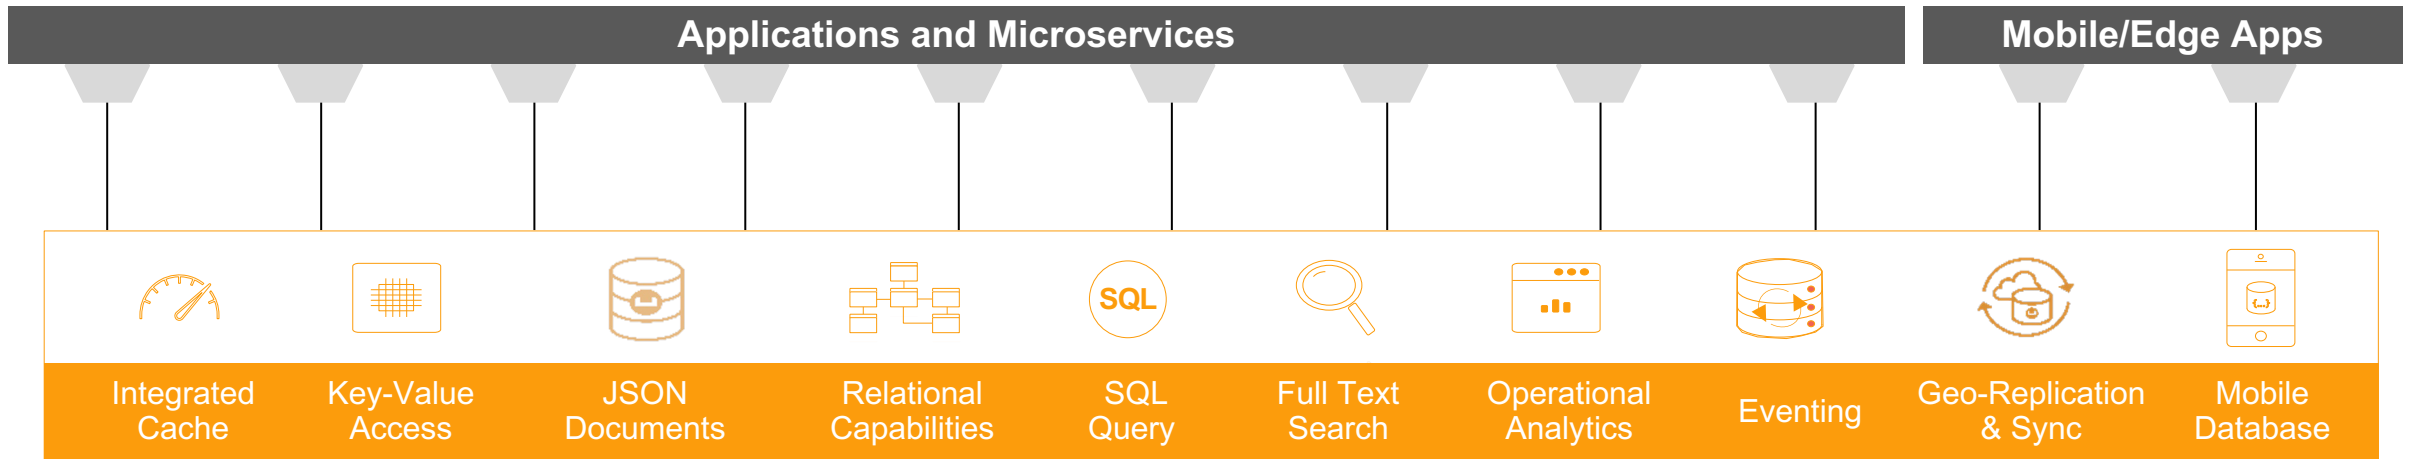 Applications and Microservices
Mobile/Edge Apps
SQL
{...}
Integrated
Cache
Key-Value
Access
JSON
Documents
Relational
Capabilities
SQL
Query
Full Text
Search
Operational
Analytics
Eventing
Geo-Replication
& Sync
Mobile
Database